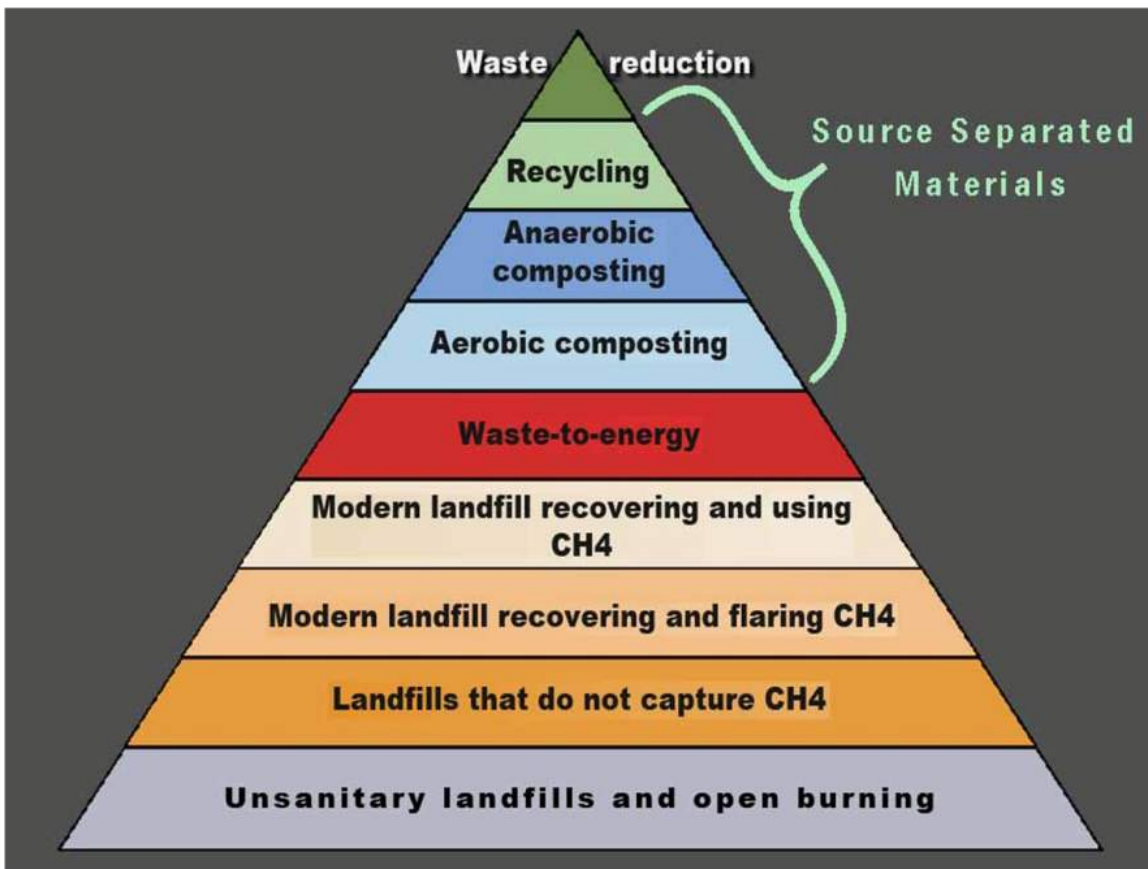 Waste reduction
Source Separated
Materials
Recycling
Anaerobic
composting
Aerobic composting
Waste-to-energy
Modern landfill recovering and using
CH4
Modern landfill recovering and flaring CH4
Landfills that do not capture CH4
Unsanitary landfills and open burning